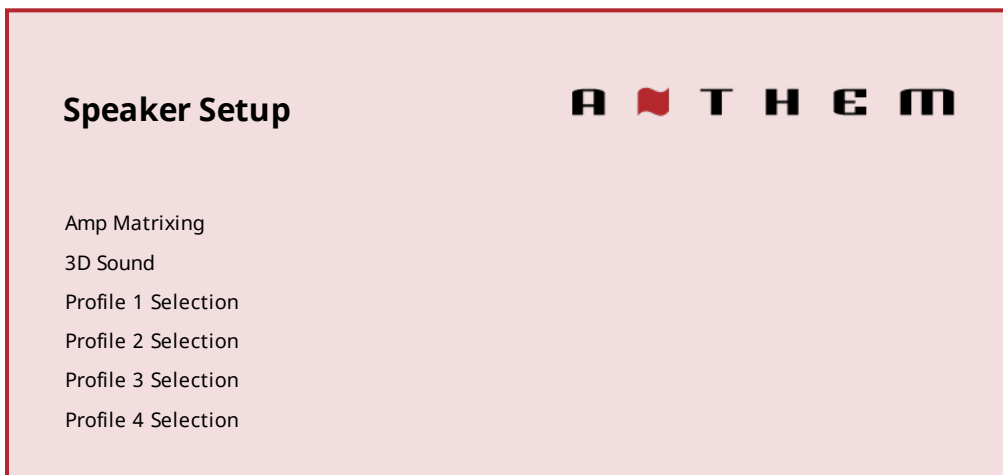 Speaker Setup
ANTHEM
Amp Matrixing
3D Sound
Profile 1 Selection
Profile 2 Selection
Profile 3 Selection
Profile 4 Selection